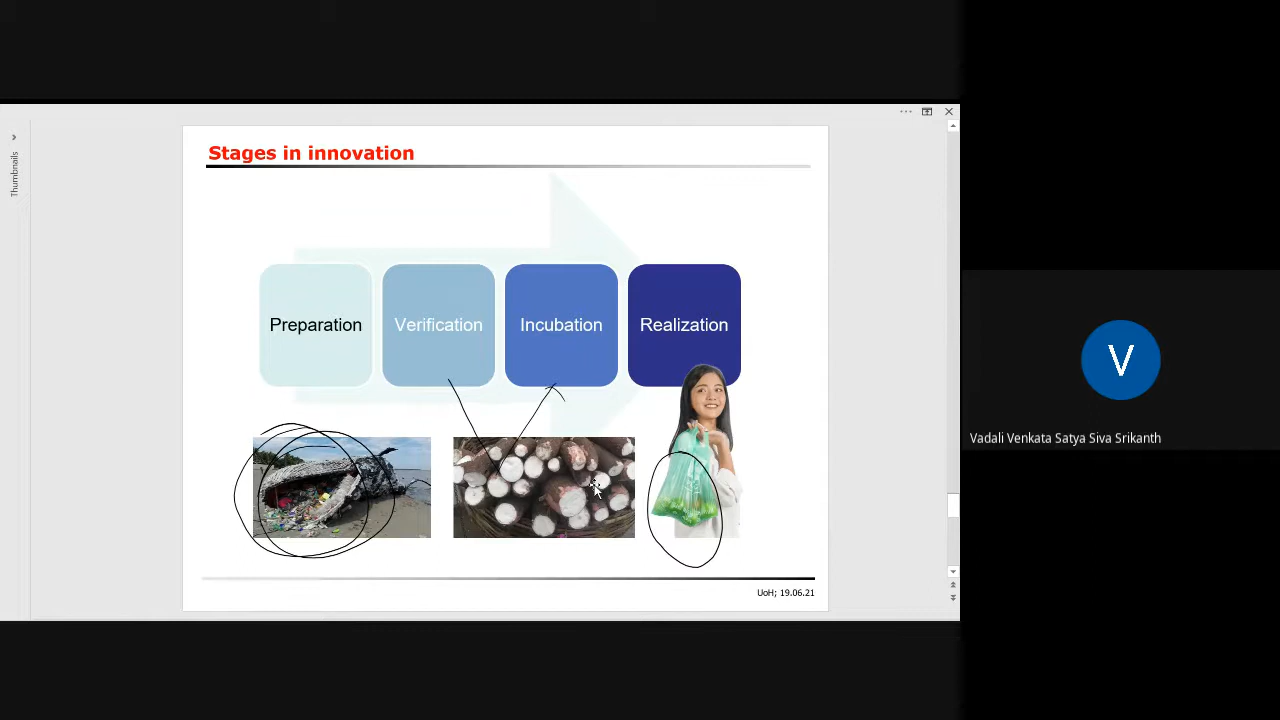 Thumbnails
Stages in innovation
Preparation
Verification
Incubation
Realization
UoH; 19.06.21
V
Vadali Venkata Satya Siva Srikanth